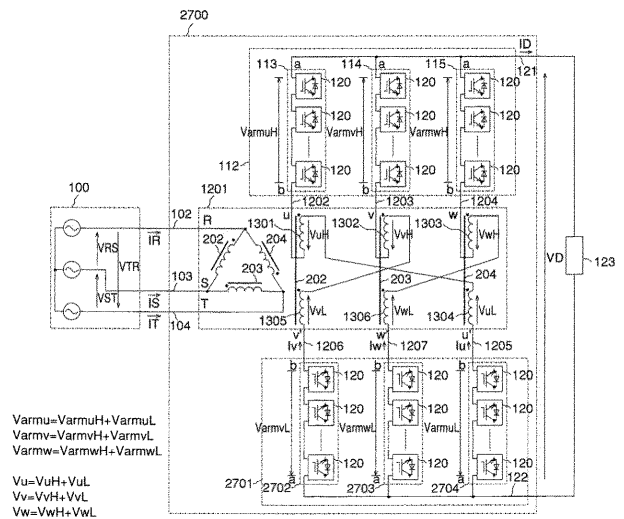 2700
ID
121
113
a
120
114
a
120
115
a
120
120
120
120
VarmuH
VarmvH
VarmwH
120
120
120
112
b
b
b
100
1201
1202
1203
1204
102
R
u
v
w
1301
1302
1303
VuH
VvH
VwH
IR
202
204
VRS
VTR
VST
S
103
203
T
IS
IT
104
202
203
204
VvL
VwL
VuL
1305
1306
1304
VD
123
v'
w'
u'
Iv
1206
Iw
1207
Iu
1205
b
b
b
120
120
120
120
120
120
VarmvL
VarmwL
VarmuL
120
120
120
a
a
a
2701
2702
2703
2704
122
Varmu=VarmuH+VarmuL
Varmv=VarmvH+VarmvL
Varmw=VarmwH+VarmwL
Vu=VuH+VuL
Vv=VvH+VvL
Vw=VwH+VwL